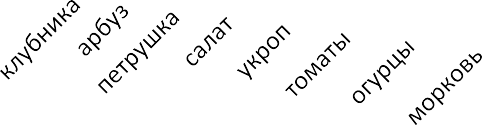 клубника
арбуз
петрушка
салат
укроп
томаты
огурцы
морковь